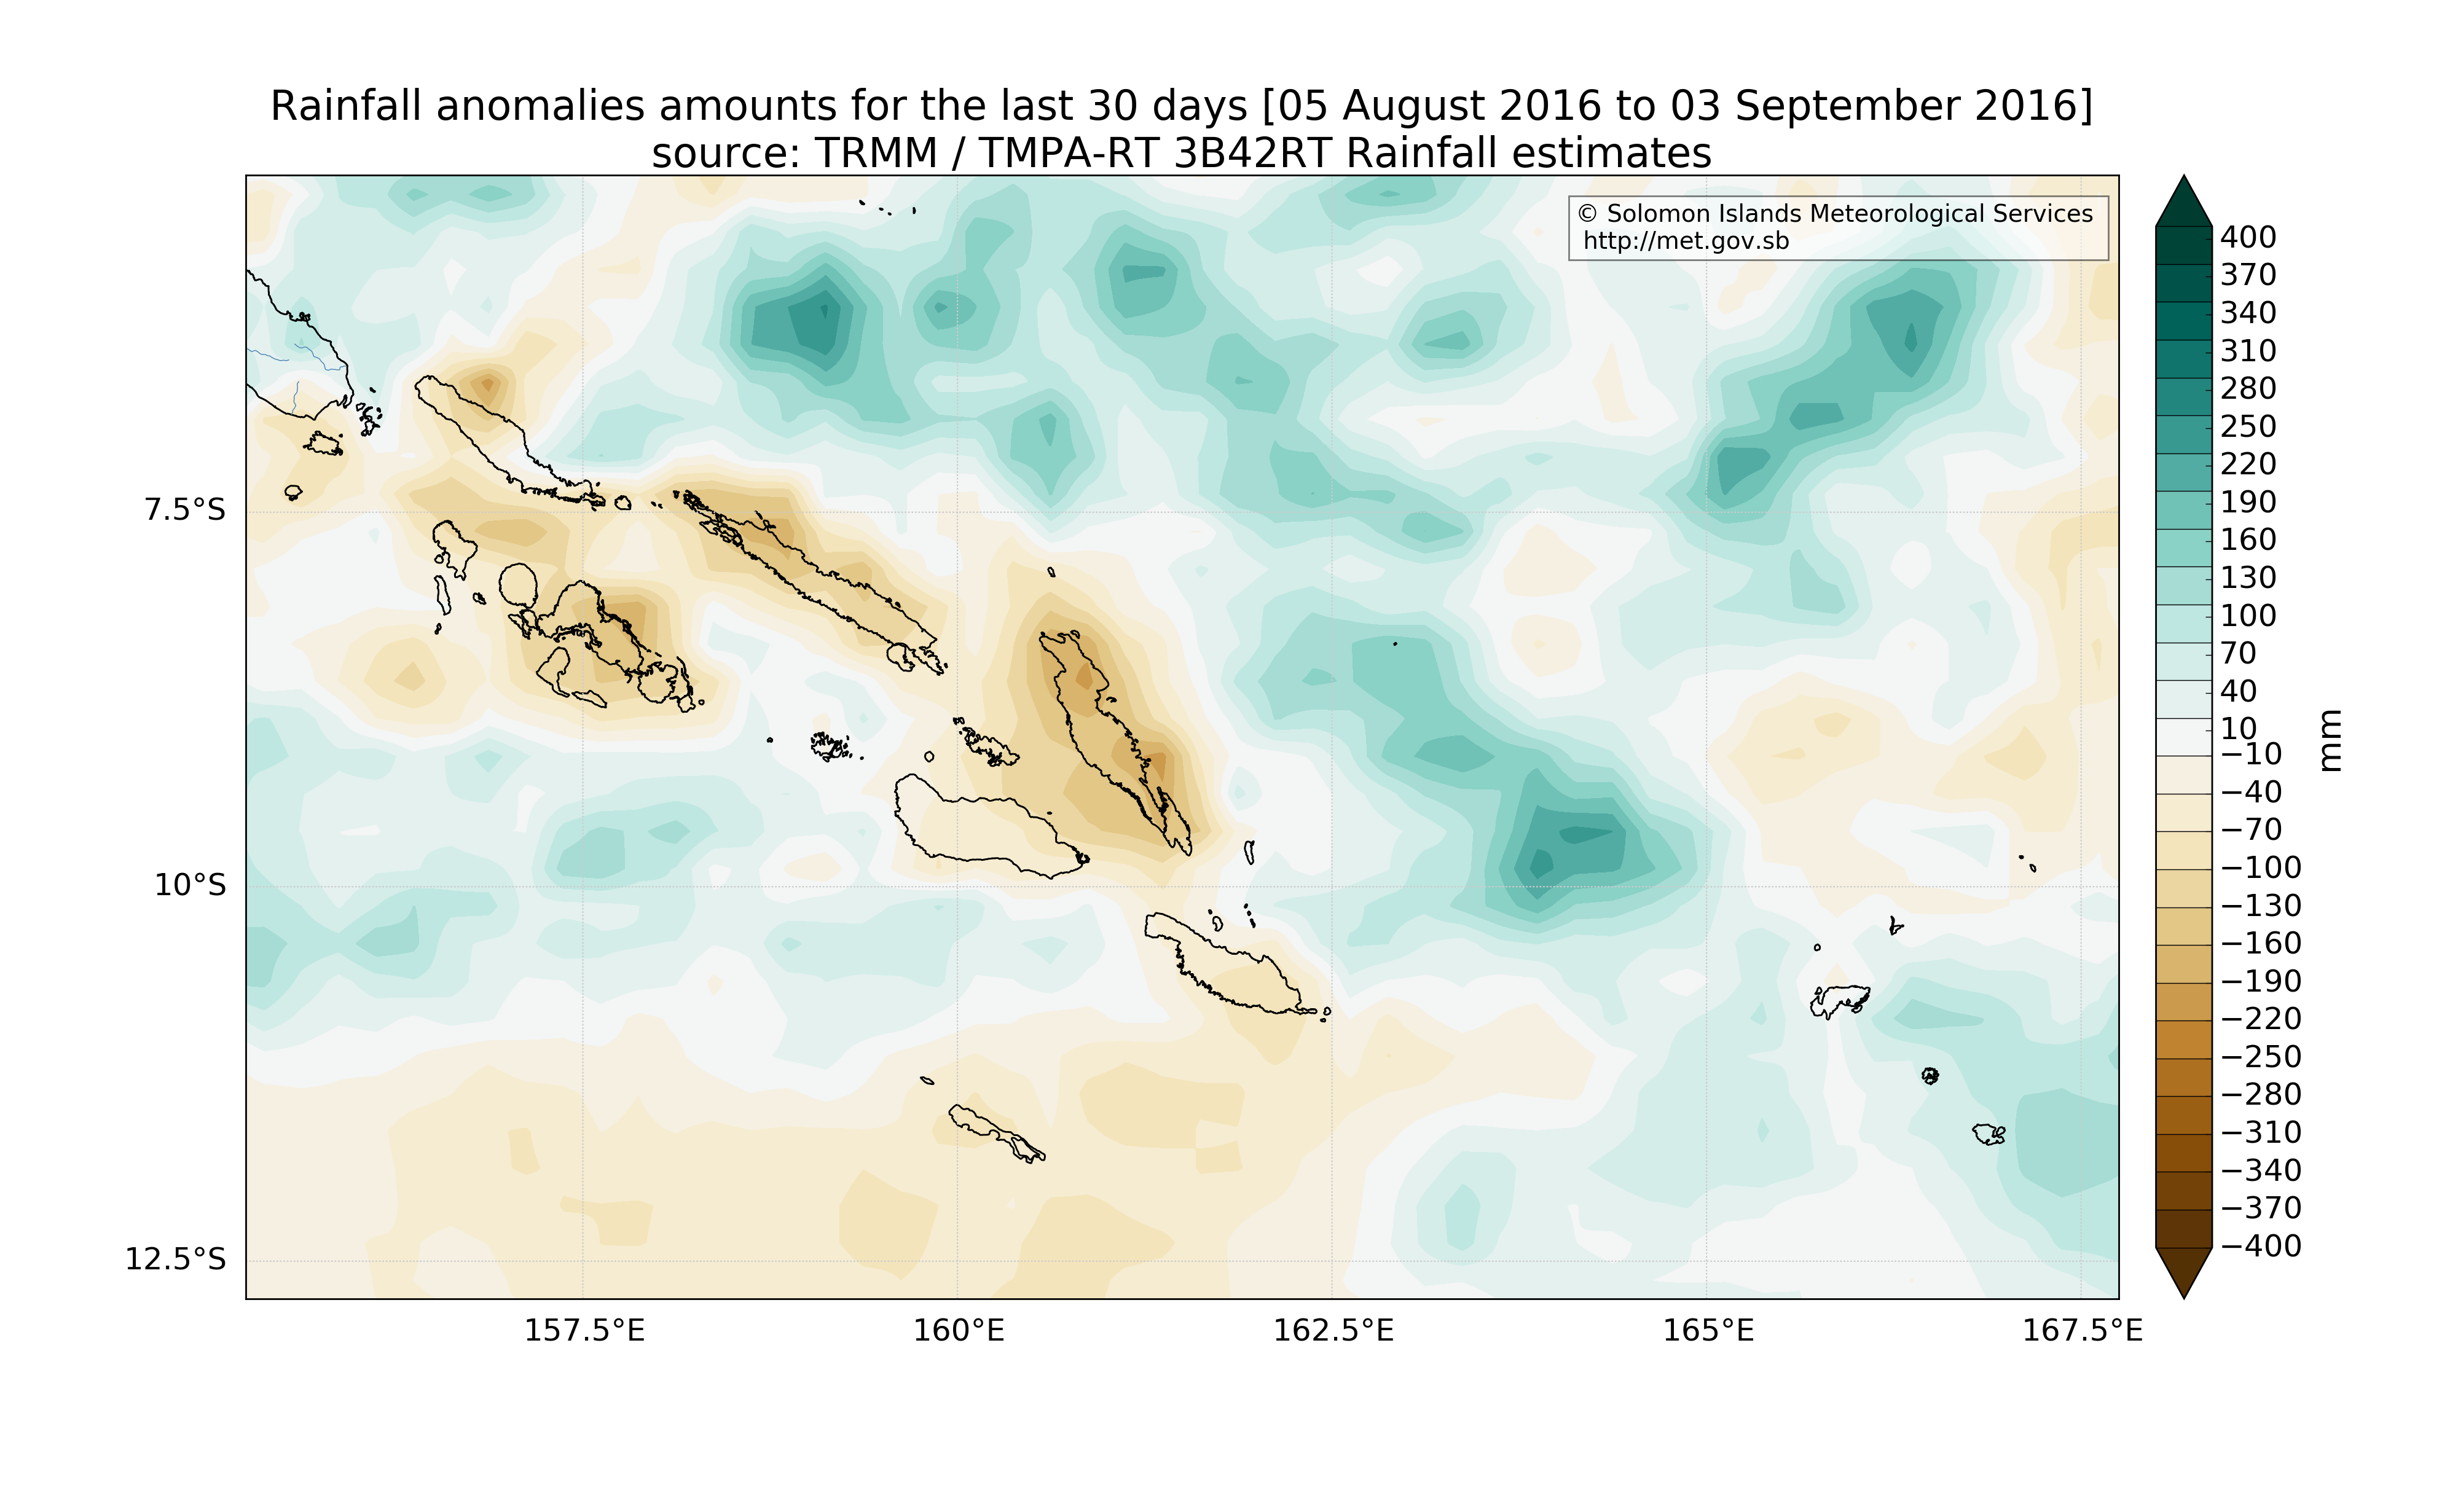 Rainfall anomalies amounts for the last 30 days [05 August 2016 to 03 September 2016]
source: TRMM / TMPA-RT 3B42RT Rainfall estimates
© Solomon Islands Meteorological Services
http://met.gov.sb
7.5°S
10°S
12.5°S
157.5°E
160°E
162.5°E
165°E
167.5°E
400
370
340
310
280
250
220
190
160
130
100
70
40
10
−10
−40
−70
−100
−130
−160
−190
−220
−250
−280
−310
−340
−370
−400
mm